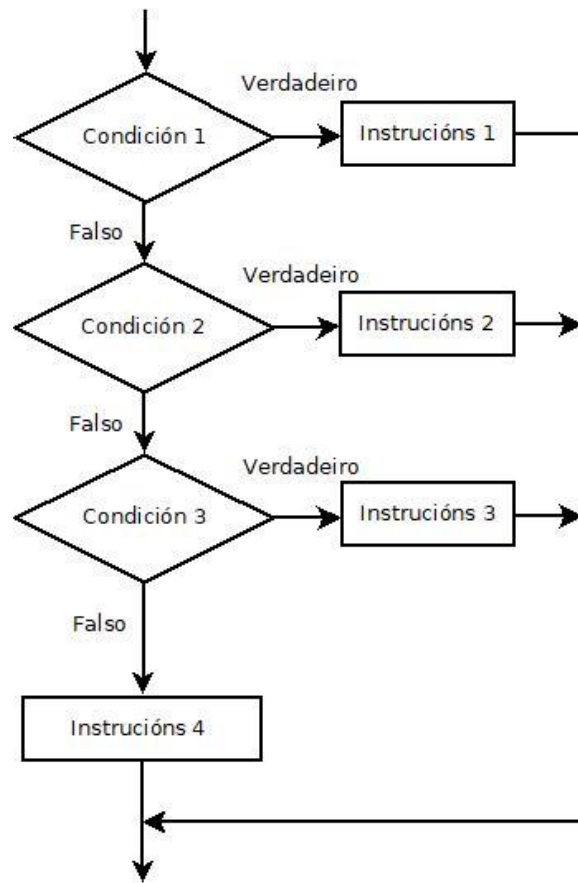 Verdadeiro
Condición 1
Instrucións 1
Falso
Verdadeiro
Condición 2
Instrucións 2
Falso
Verdadeiro
Condición 3
Instrucións 3
Falso
Instrucións 4